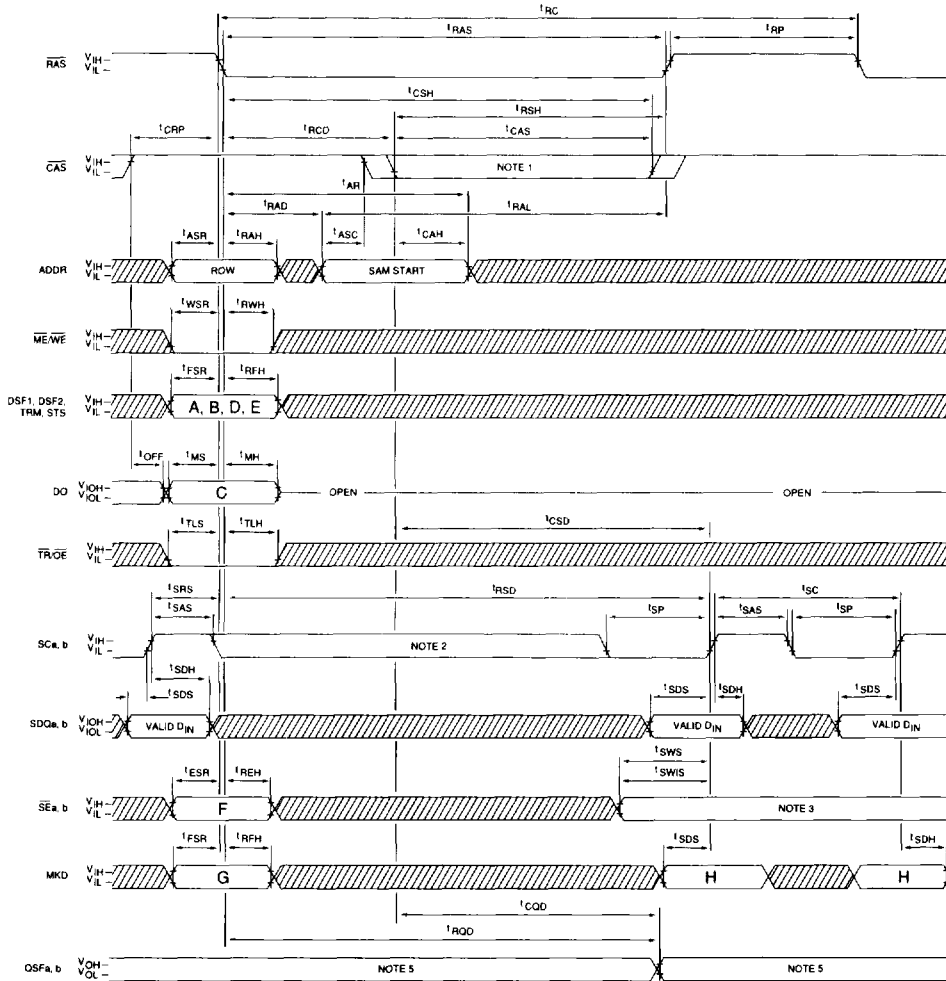 tRC
tRAS
tRP
RAS
VIH
VIL
tCSH
tRSH
tCRP
tRCD
tCAS
CAS
VIH
VIL
NOTE 1
tAR
tRAD
tRAL
tASR
tRAH
tASC
tCAH
ADDR
VIH
VIL
ROW
SAM START
tWSR
tRWH
ME/WE
VIH
VIL
tFSR
tRFH
DSF1, DSF2,
TRM, STS
VIH
VIL
A, B, D, E
tOFF
tMS
tMH
DO
VIOH
VIOL
C
OPEN
OPEN
tTLS
tTLH
tCSD
TR/OE
VIH
VIL
tSRS
tRSD
tSC
tSAS
tSP
tSAS
tSP
SCa, b
VIH
VIL
NOTE 2
tSDH
tSDS
tSDS
tSDH
tSDS
SDQa, b
VIOH
VIOL
VALID DIN
VALID DIN
VALID DIN
tSWS
tESR
tREH
tSWIS
SEa, b
VIH
VIL
F
NOTE 3
tFSR
tRFH
tSDS
tSDH
MKD
VIH
VIL
G
H
H
tCQD
tRQD
QSFa, b
VOH
VOL
NOTE 5
NOTE 5